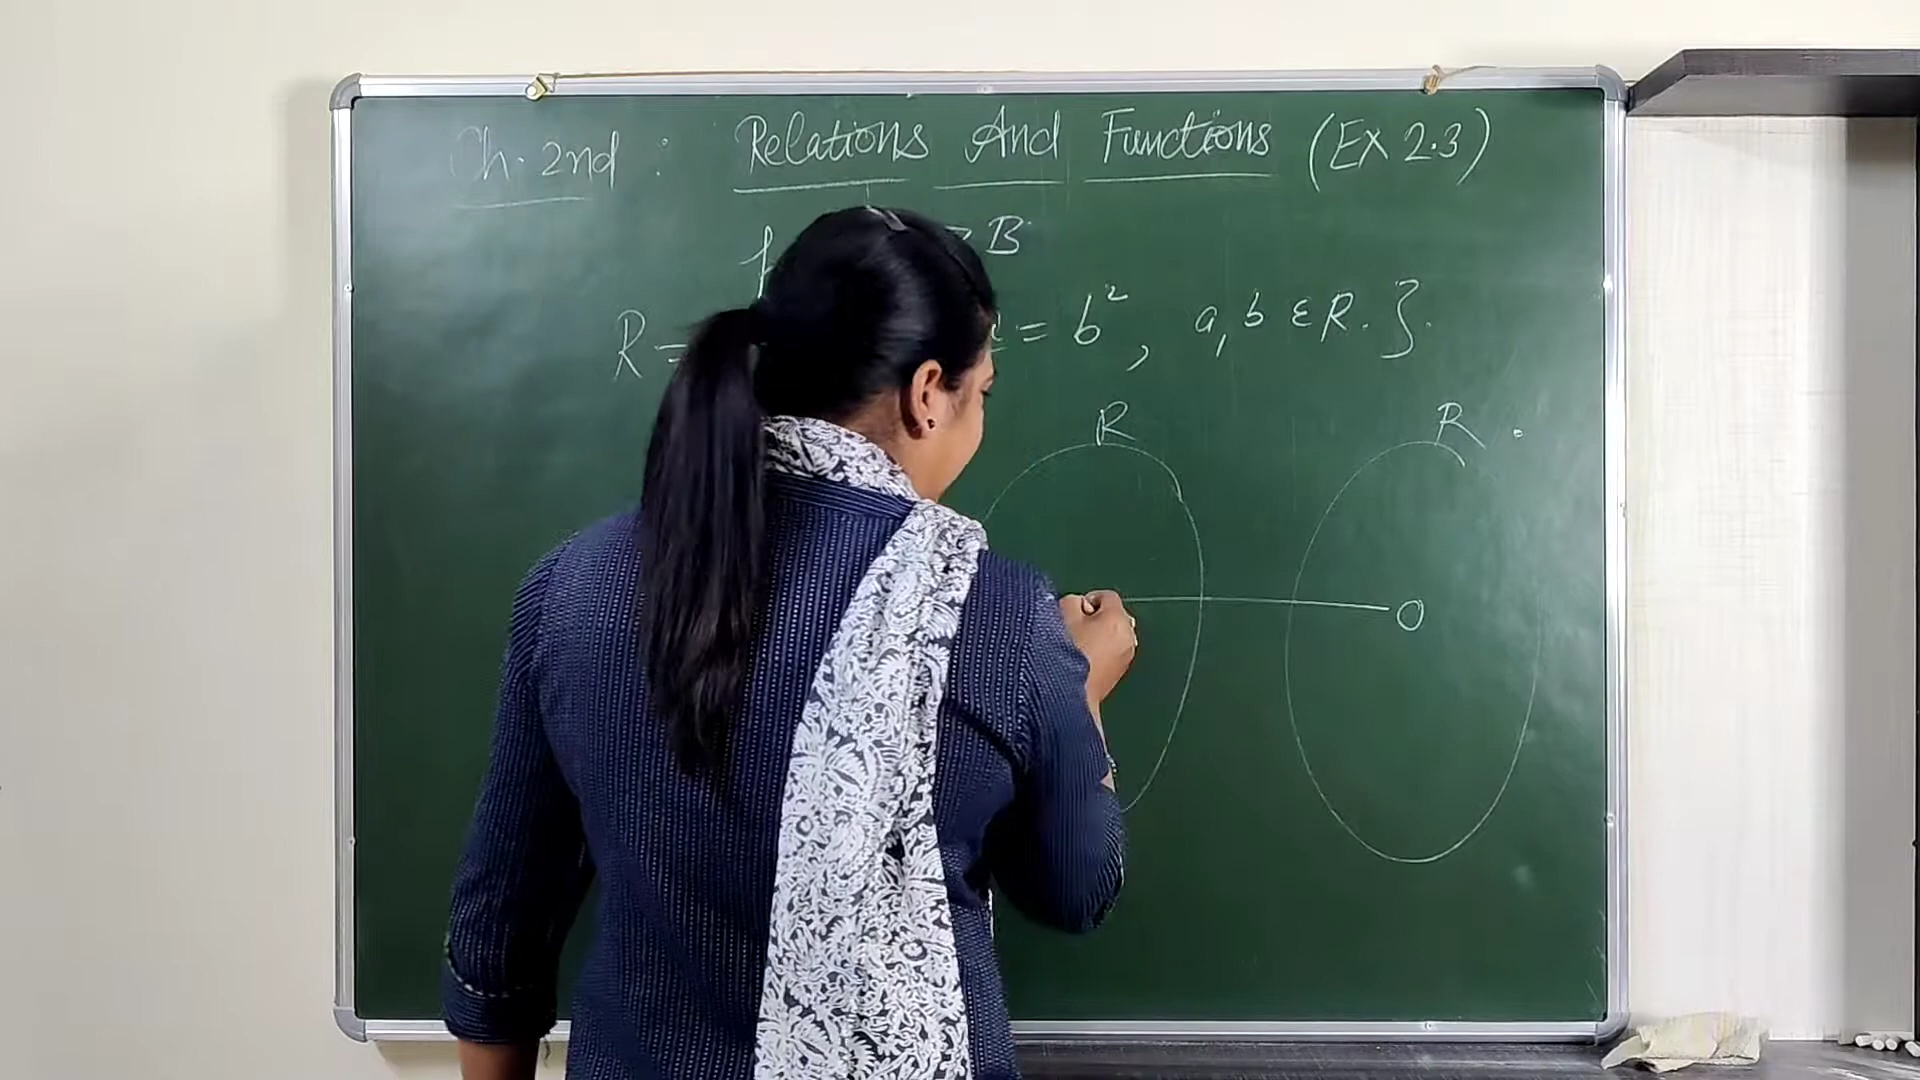 Ch. 2nd : Relations And Functions (EX 2.3)
f B
R = = b², a, b ∈ R. }.
R R
0